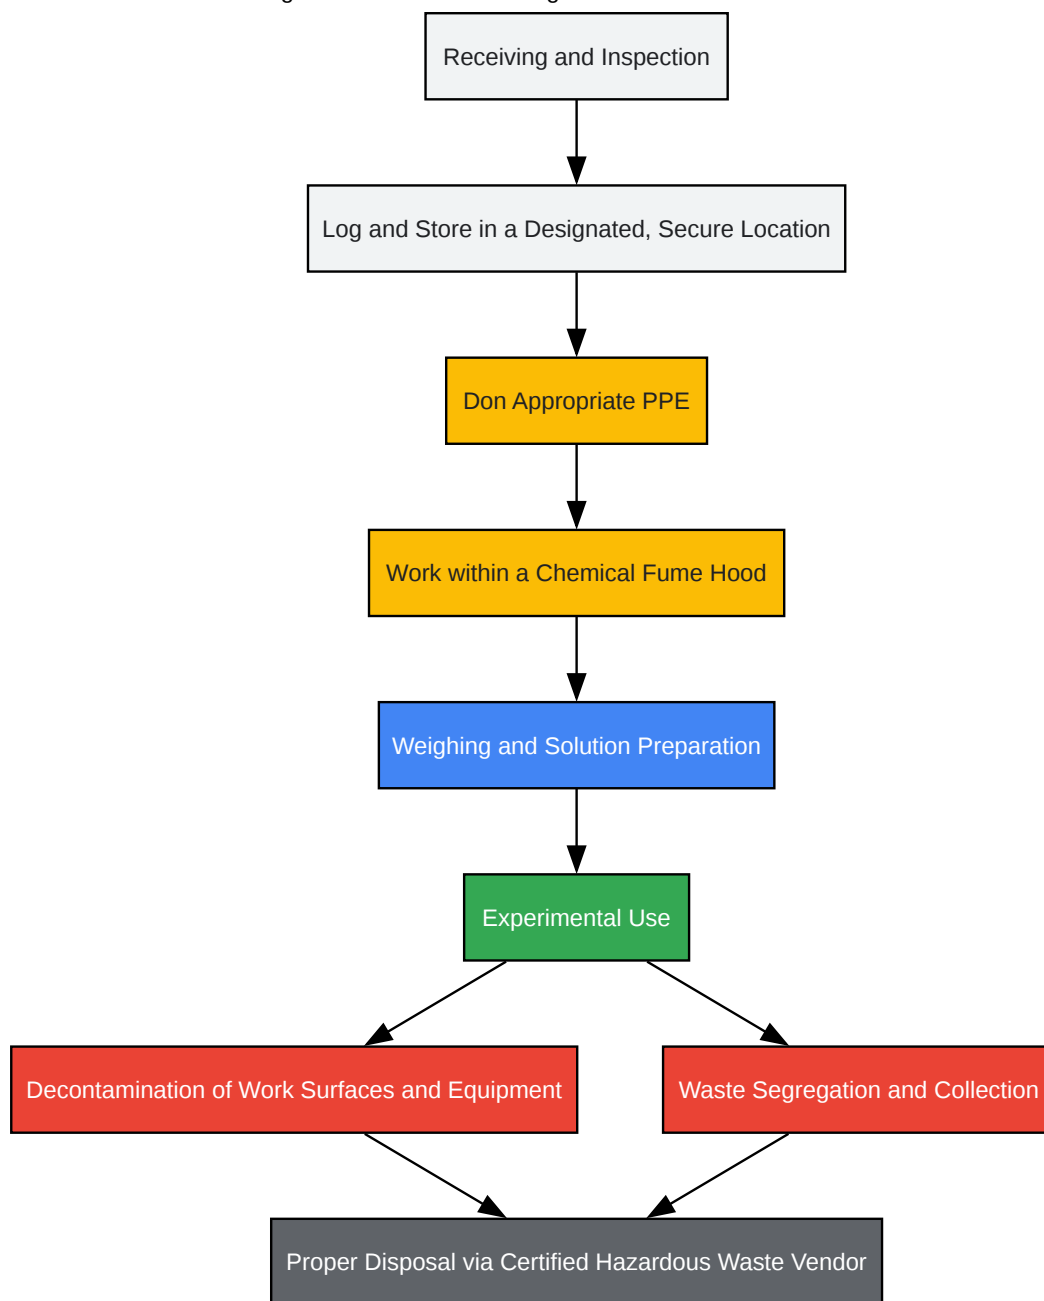 Receiving and Inspection
Log and Store in a Designated, Secure Location
Don Appropriate PPE
Work within a Chemical Fume Hood
Weighing and Solution Preparation
Experimental Use
Decontamination of Work Surfaces and Equipment
Waste Segregation and Collection
Proper Disposal via Certified Hazardous Waste Vendor